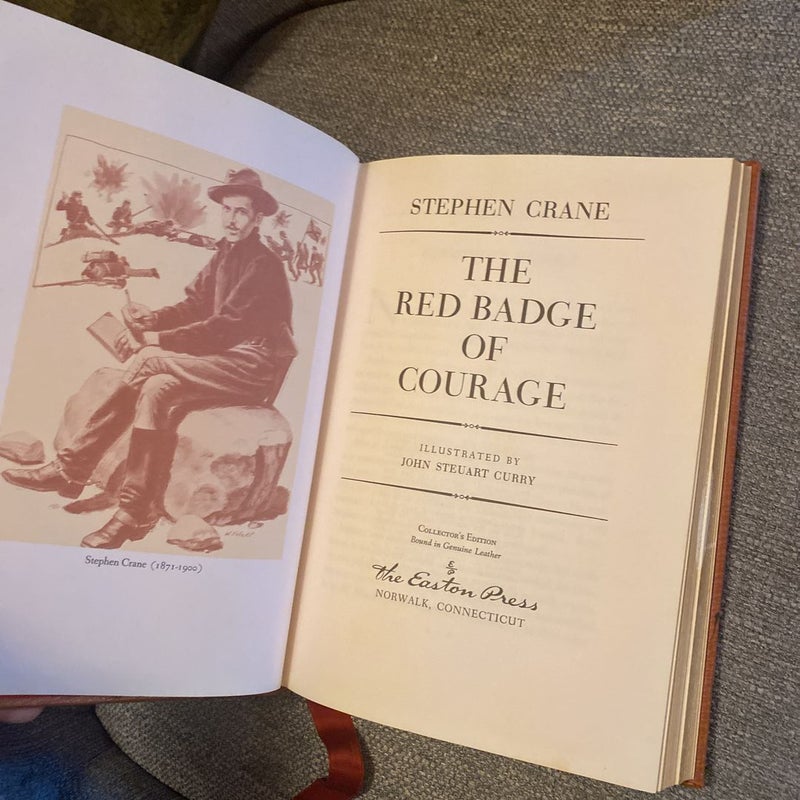 Stephen Crane (1871-1900)
STEPHEN CRANE
THE
RED BADGE
OF
COURAGE
ILLUSTRATED BY
JOHN STEUART CURRY
COLLECTOR'S EDITION
Bound in Genuine Leather
The Easton Press
NORWALK, CONNECTICUT